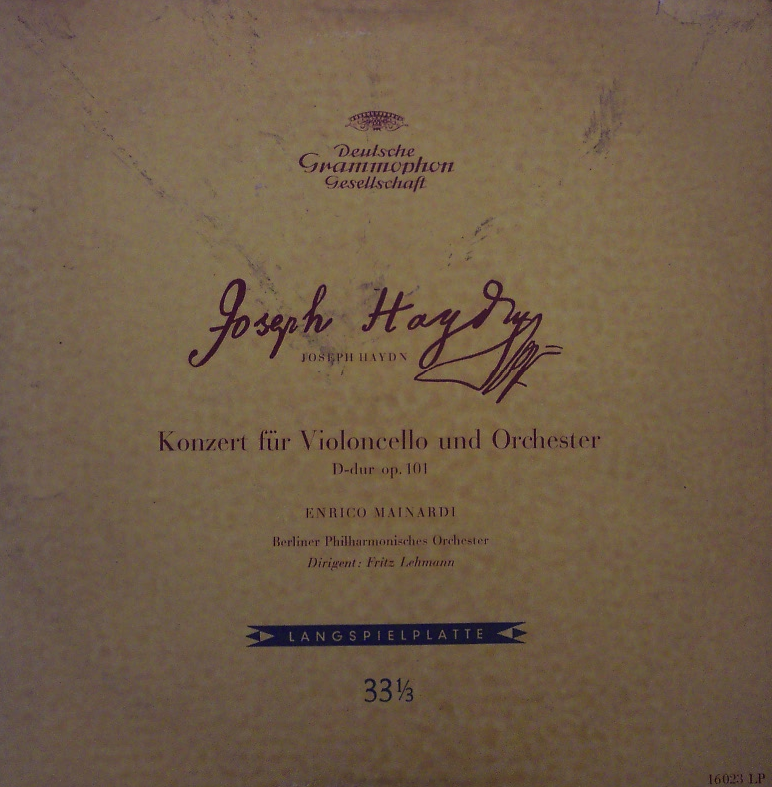 Deutsche
Grammophon
Gesellschaft
Joseph Haydn
JOSEPH HAYDN
Konzert für Violoncello und Orchester
D-dur op. 101
ENRICO MAINARDI
Berliner Philharmonisches Orchester
Dirigent: Fritz Lehmann
LANGSPIELPLATTE
33⅓
16023 LP